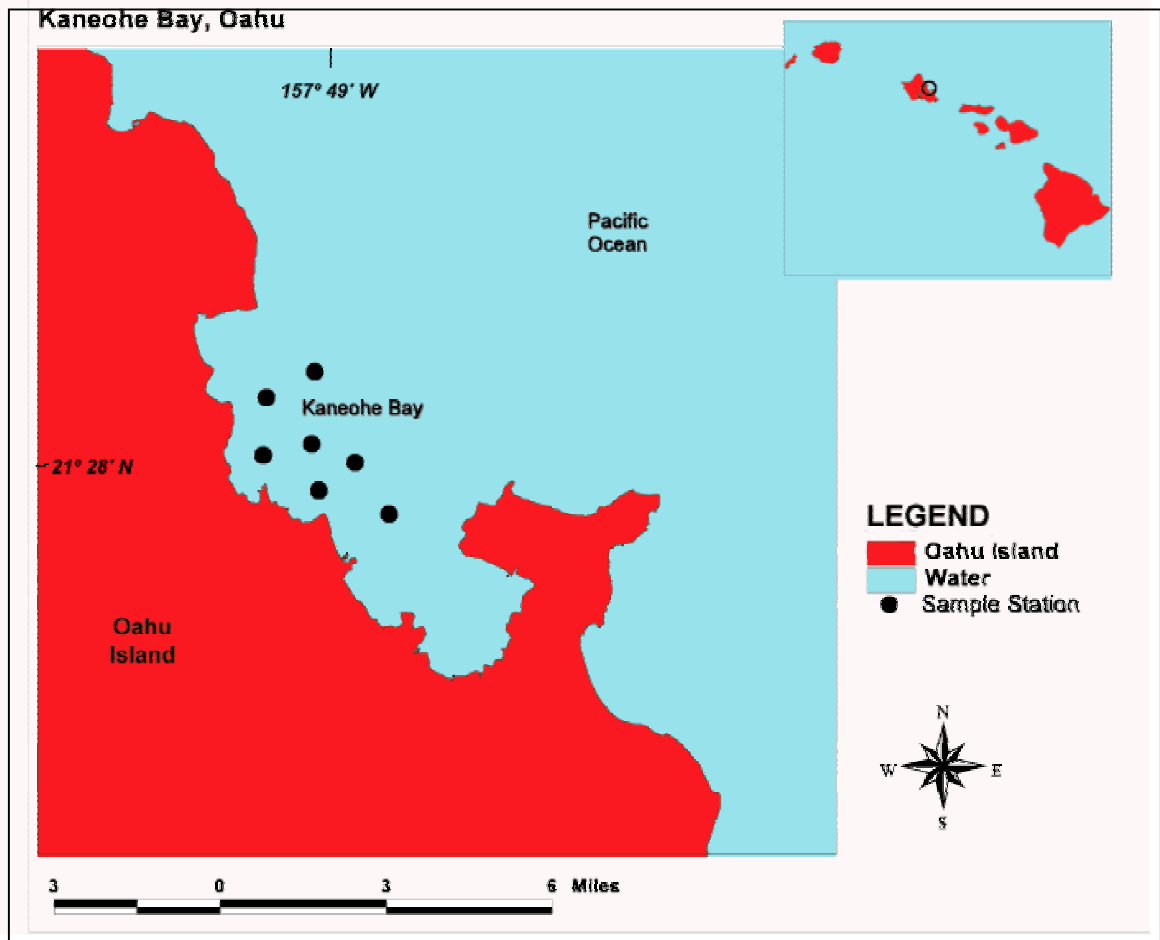 Kaneohe Bay, Oahu
157° 49' W
Pacific
Ocean
Kaneohe Bay
21° 28' N
Oahu
Island
LEGEND
Oahu Island
Water
Sample Station
N
W E
S
3 0 3 6 Miles